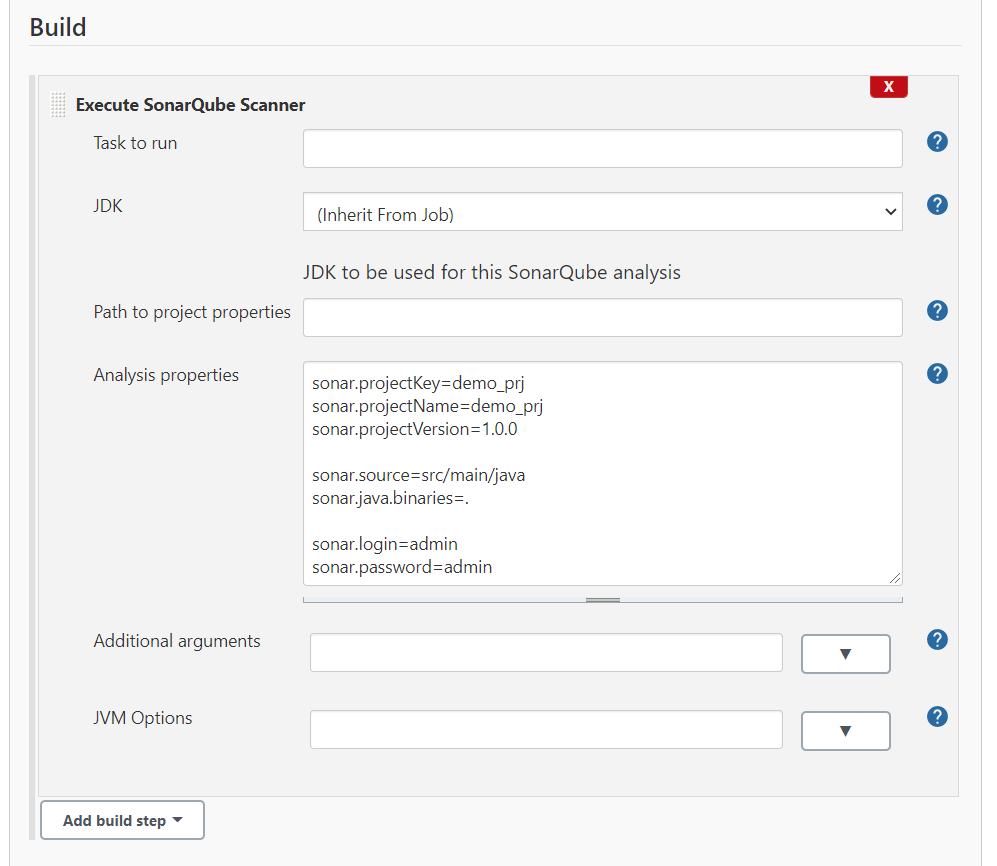 Build
X
Execute SonarQube Scanner
Task to run
?
JDK
(Inherit From Job)
?
JDK to be used for this SonarQube analysis
Path to project properties
?
Analysis properties
?
sonar.projectKey=demo_prj
sonar.projectName=demo_prj
sonar.projectVersion=1.0.0
sonar.source=src/main/java
sonar.java.binaries=.
sonar.login=admin
sonar.password=admin
Additional arguments
?
JVM Options
?
Add build step